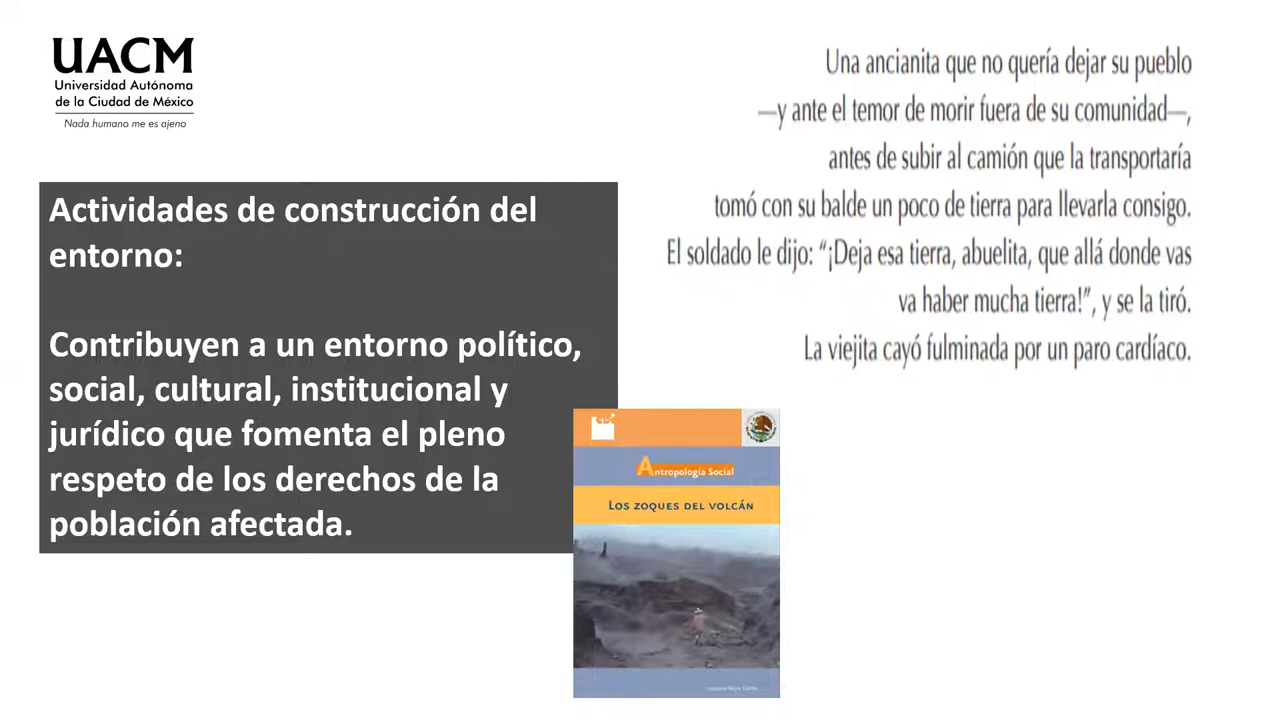 UACM
Universidad Autónoma
de la Ciudad de México
Nada humano me es ajeno
Actividades de construcción del
entorno:
Contribuyen a un entorno político,
social, cultural, institucional y
jurídico que fomenta el pleno
respeto de los derechos de la
población afectada.
Una ancianita que no quería dejar su pueblo
—y ante el temor de morir fuera de su comunidad—,
antes de subir al camión que la transportaría
tomó con su balde un poco de tierra para llevarla consigo.
El soldado le dijo: “¡Deja esa tierra, abuelita, que allá donde vas
va haber mucha tierra!”, y se la tiró.
La viejita cayó fulminada por un paro cardíaco.
Antropología Social
Los zoques del volcán